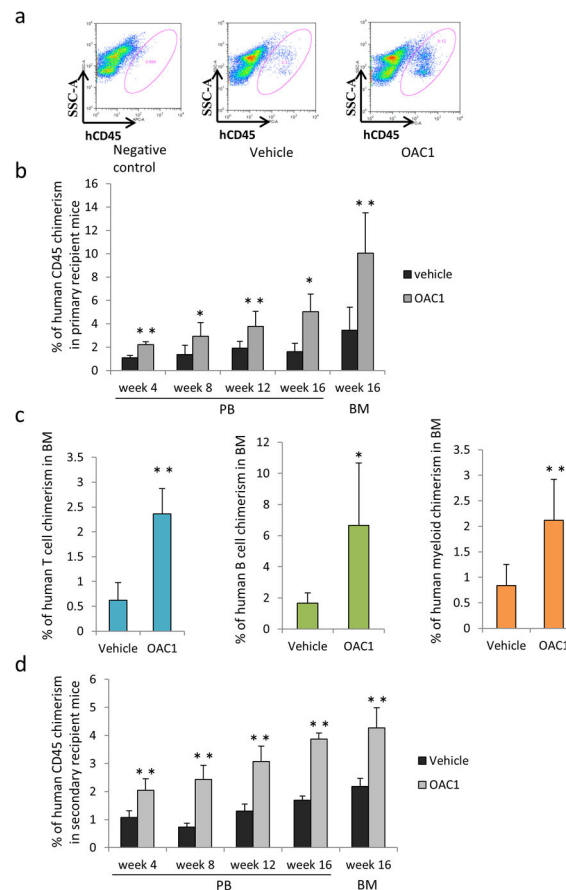 a
SSC-A
SSC-A
SSC-A
hCD45
hCD45
hCD45
Negative
control
Vehicle
OAC1
b
% of human CD45 chimerism
in primary recipient mice
16
14
12
10
8
6
4
2
0
* *
*
* *
*
* *
vehicle
OAC1
week 4 week 8 week 12 week 16 week 16
PB BM
c
% of human T cell chimerism in BM
3.5
3
2.5
2
1.5
1
0.5
0
* *
Vehicle OAC1
% of human B cell chimerism in BM
12
10
8
6
4
2
0
*
Vehicle OAC1
% of human myeloid chimerism in BM
3.5
3
2.5
2
1.5
1
0.5
0
* *
Vehicle OAC1
d
% of human CD45 chimerism
in secondary recipient mice
6
5
4
3
2
1
0
* *
* *
* *
* *
* *
Vehicle
OAC1
week 4 week 8 week 12 week 16 week 16
PB BM